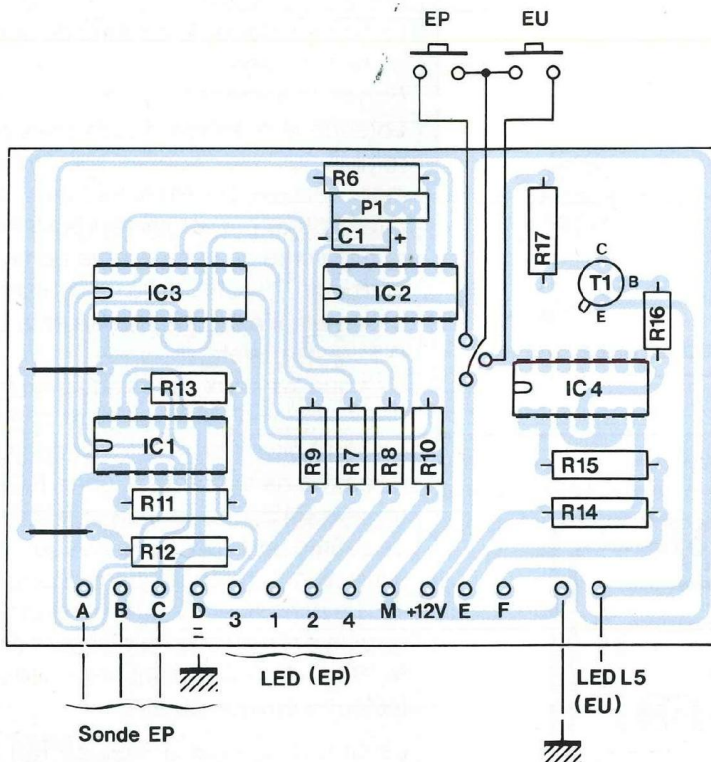 EP EU
R6
P1
- C1 +
R17
C
T1 B
E
R16
IC3
IC2
IC4
R13
IC1
R9
R7
R8
R10
R11
R12
R15
R14
A B C D 3 1 2 4 M +12V E F
LED (EP)
LED L5
(EU)
Sonde EP